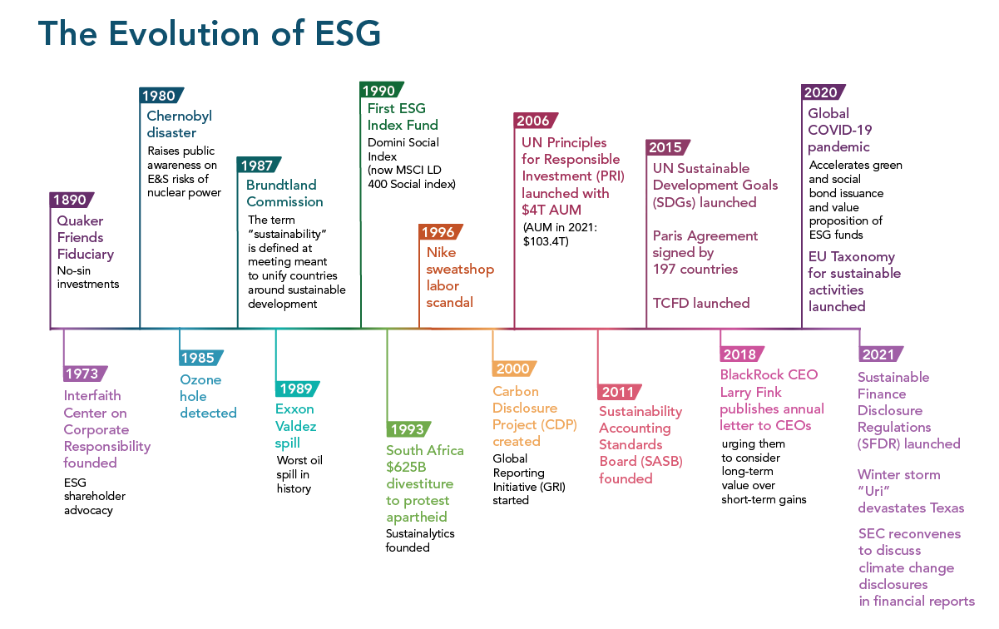 The Evolution of ESG
1890
Quaker
Friends
Fiduciary
No-sin
investments
1973
Interfaith
Center on
Corporate
Responsibility
founded
ESG
shareholder
advocacy
1980
Chernobyl
disaster
Raises public
awareness on
E&S risks of
nuclear power
1985
Ozone
hole
detected
1987
Brundtland
Commission
The term
“sustainability”
is defined at
meeting meant
to unify countries
around sustainable
development
1989
Exxon
Valdez
spill
Worst oil
spill in
history
1990
First ESG
Index Fund
Domini Social
Index
(now MSCI LD
400 Social index)
1993
South Africa
$625B
divestiture
to protest
apartheid
Sustainalytics
founded
1996
Nike
sweatshop
labor
scandal
2000
Carbon
Disclosure
Project (CDP)
created
Global
Reporting
Initiative (GRI)
started
2006
UN Principles
for Responsible
Investment (PRI)
launched with
$4T AUM
(AUM in 2021:
$103.4T)
2011
Sustainability
Accounting
Standards
Board (SASB)
founded
2015
UN Sustainable
Development Goals
(SDGs) launched
Paris Agreement
signed by
197 countries
TCFD launched
2018
BlackRock CEO
Larry Fink
publishes annual
letter to CEOs
urging them
to consider
long-term
value over
short-term gains
2020
Global
COVID-19
pandemic
Accelerates green
and social
bond issuance
and value
proposition of
ESG funds
EU Taxonomy
for sustainable
activities
launched
2021
Sustainable
Finance
Disclosure
Regulations
(SFDR) launched
Winter storm
“Uri”
devastates Texas
SEC reconvenes
to discuss
climate change
disclosures
in financial reports